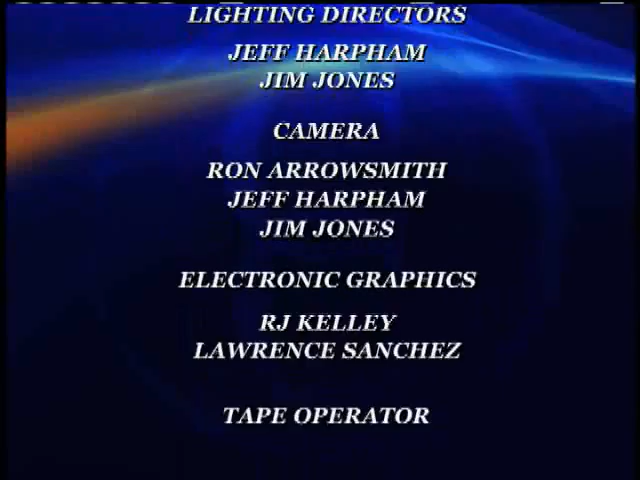 LIGHTING DIRECTORS
JEFF HARPHAM
JIM JONES
CAMERA
RON ARROWSMITH
JEFF HARPHAM
JIM JONES
ELECTRONIC GRAPHICS
RJ KELLEY
LAWRENCE SANCHEZ
TAPE OPERATOR